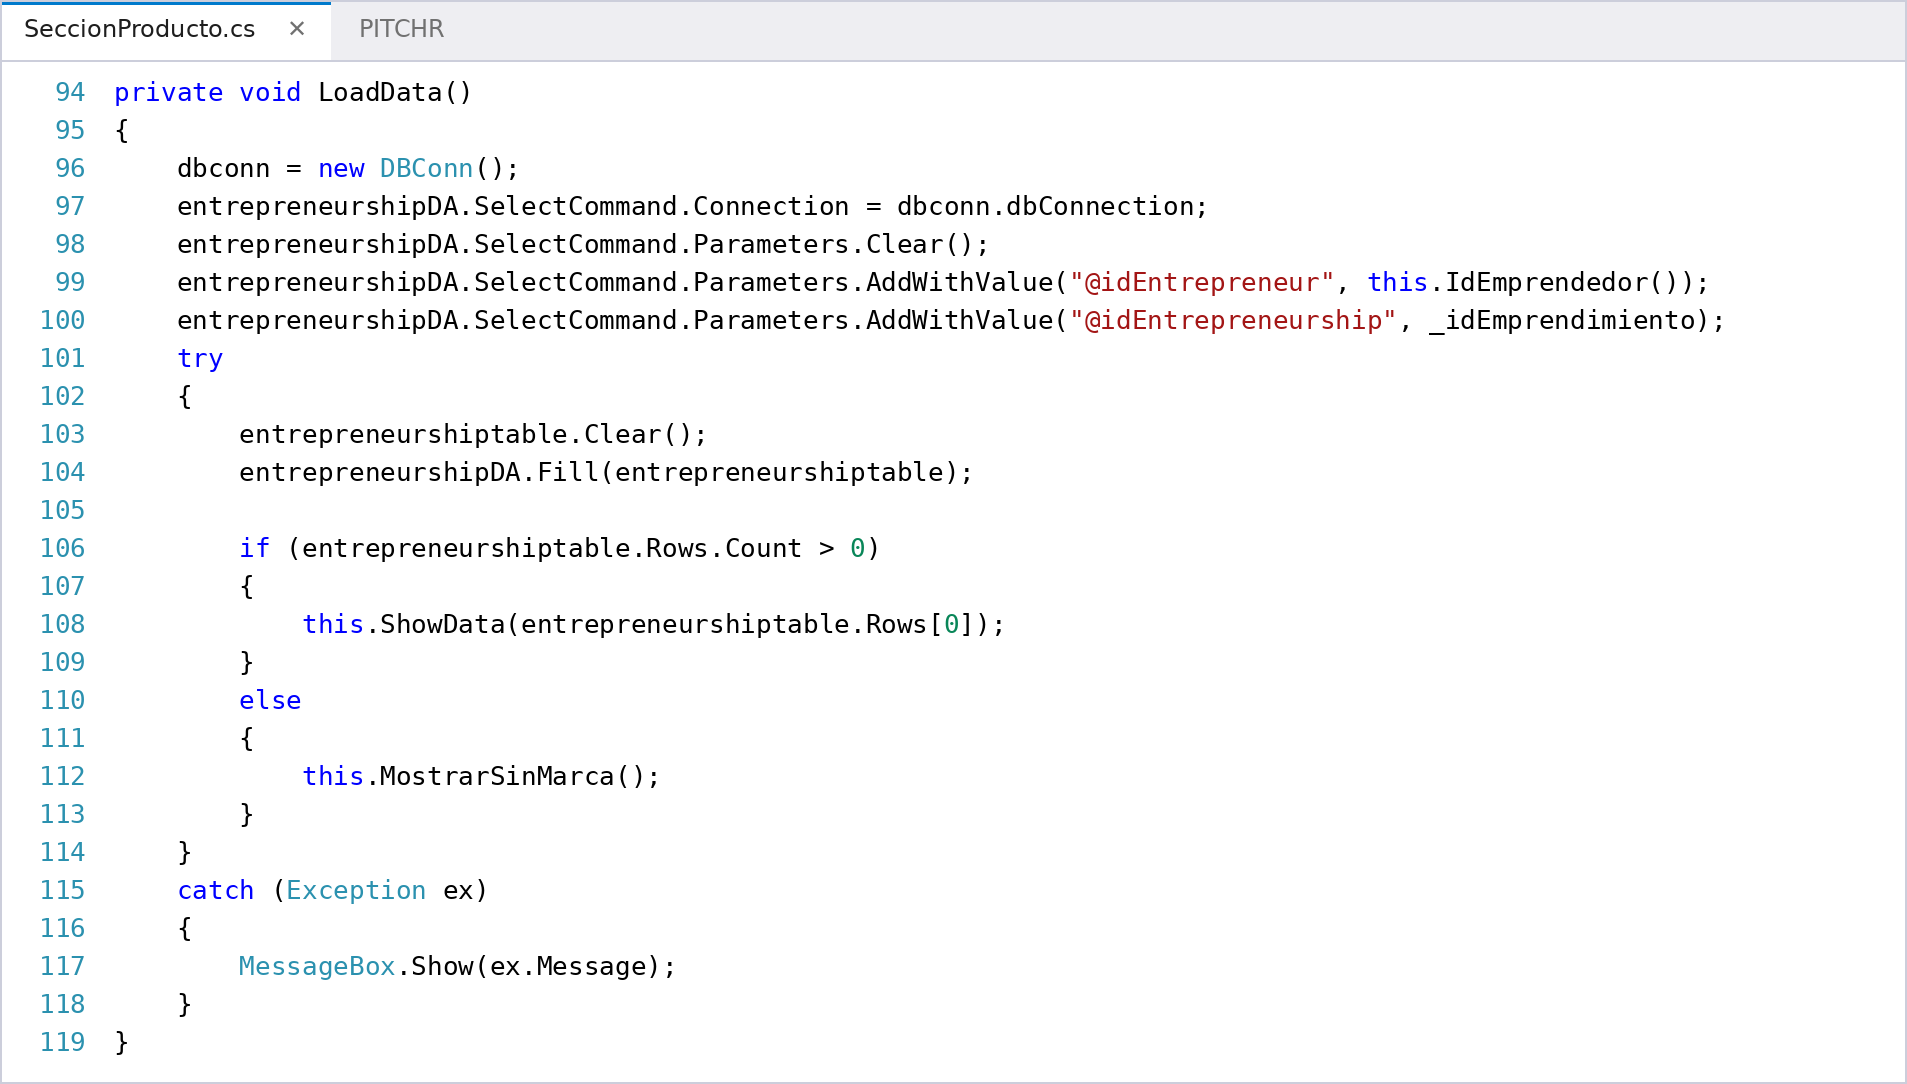 SeccionProducto.cs ✕ PITCHR
94 private void LoadData()
95 {
96     dbconn = new DBConn();
97     entrepreneurshipDA.SelectCommand.Connection = dbconn.dbConnection;
98     entrepreneurshipDA.SelectCommand.Parameters.Clear();
99     entrepreneurshipDA.SelectCommand.Parameters.AddWithValue("@idEntrepreneur", this.IdEmprendedor());
100     entrepreneurshipDA.SelectCommand.Parameters.AddWithValue("@idEntrepreneurship", _idEmprendimiento);
101     try
102     {
103         entrepreneurshiptable.Clear();
104         entrepreneurshipDA.Fill(entrepreneurshiptable);
105
106         if (entrepreneurshiptable.Rows.Count > 0)
107         {
108             this.ShowData(entrepreneurshiptable.Rows[0]);
109         }
110         else
111         {
112             this.MostrarSinMarca();
113         }
114     }
115     catch (Exception ex)
116     {
117         MessageBox.Show(ex.Message);
118     }
119 }